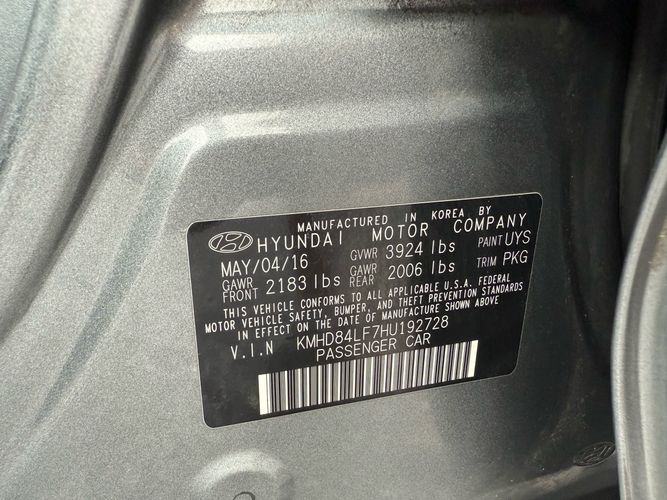 MANUFACTURED IN KOREA BY
HYUNDAI MOTOR COMPANY
MAY/04/16 GVWR 3924 lbs PAINT UYS
GAWR FRONT 2183 lbs GAWR REAR 2006 lbs TRIM PKG
THIS VEHICLE CONFORMS TO ALL APPLICABLE U.S.A. FEDERAL
MOTOR VEHICLE SAFETY, BUMPER, AND THEFT PREVENTION STANDARDS
IN EFFECT ON THE DATE OF MANUFACTURE SHOWN ABOVE.
V.I.N KMHD84LF7HU192728
PASSENGER CAR